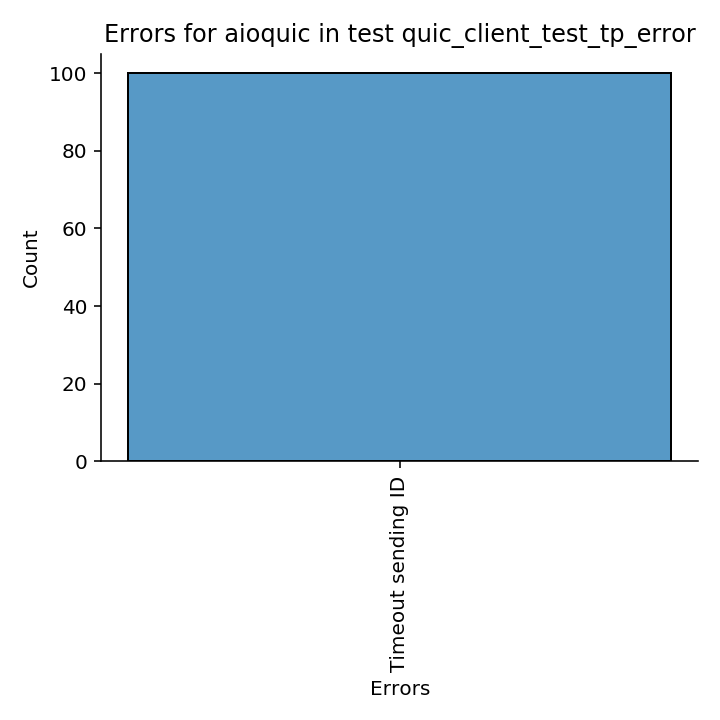 Errors for aioquic in test quic_client_test_tp_error
100
80
60
40
20
0
Count
Timeout sending ID
Errors